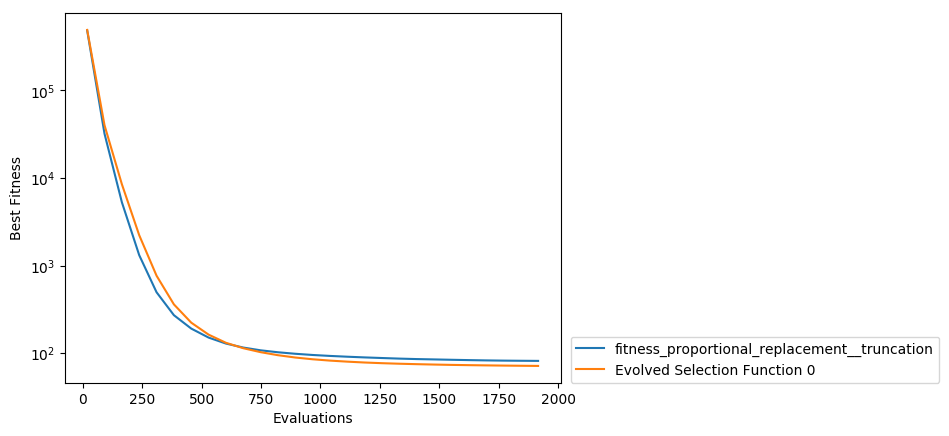 Best Fitness
10^5
10^4
10^3
10^2
0 250 500 750 1000 1250 1500 1750 2000
Evaluations
fitness_proportional_replacement__truncation
Evolved Selection Function 0